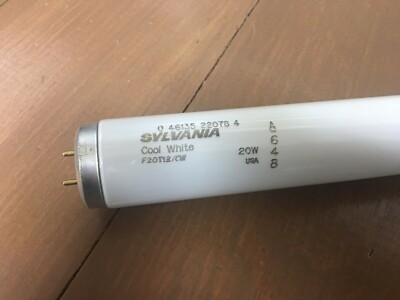 0 46135 22078 4
SYLVANIA
Cool White
F20T12/CW
20W
USA
A
6
4
8